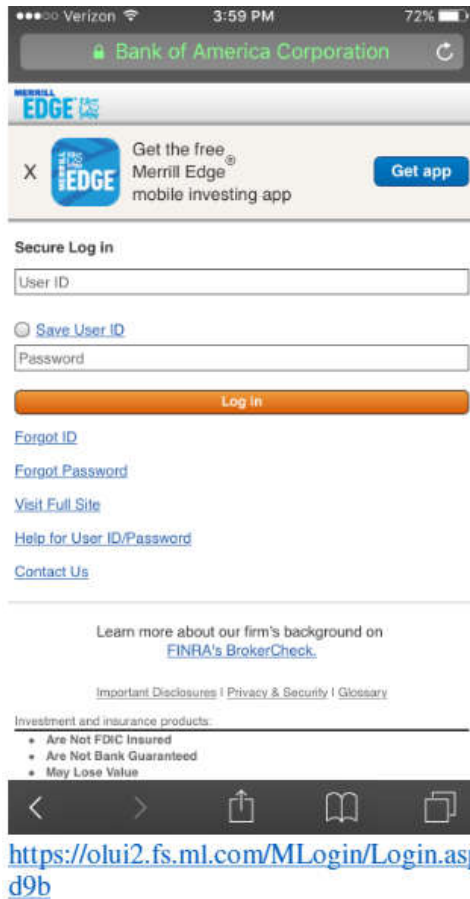 Verizon 3:59 PM 72%
Bank of America Corporation
MERRILL
EDGE
X
MERRILL
EDGE
Get the free
Merrill Edge®
mobile investing app
Get app
Secure Log in
User ID
Save User ID
Password
Log In
Forgot ID
Forgot Password
Visit Full Site
Help for User ID/Password
Contact Us
Learn more about our firm's background on
FINRA's BrokerCheck.
Important Disclosures | Privacy & Security | Glossary
Investment and insurance products:
• Are Not FDIC Insured
• Are Not Bank Guaranteed
• May Lose Value
https://olui2.fs.ml.com/MLogin/Login.asp
d9b